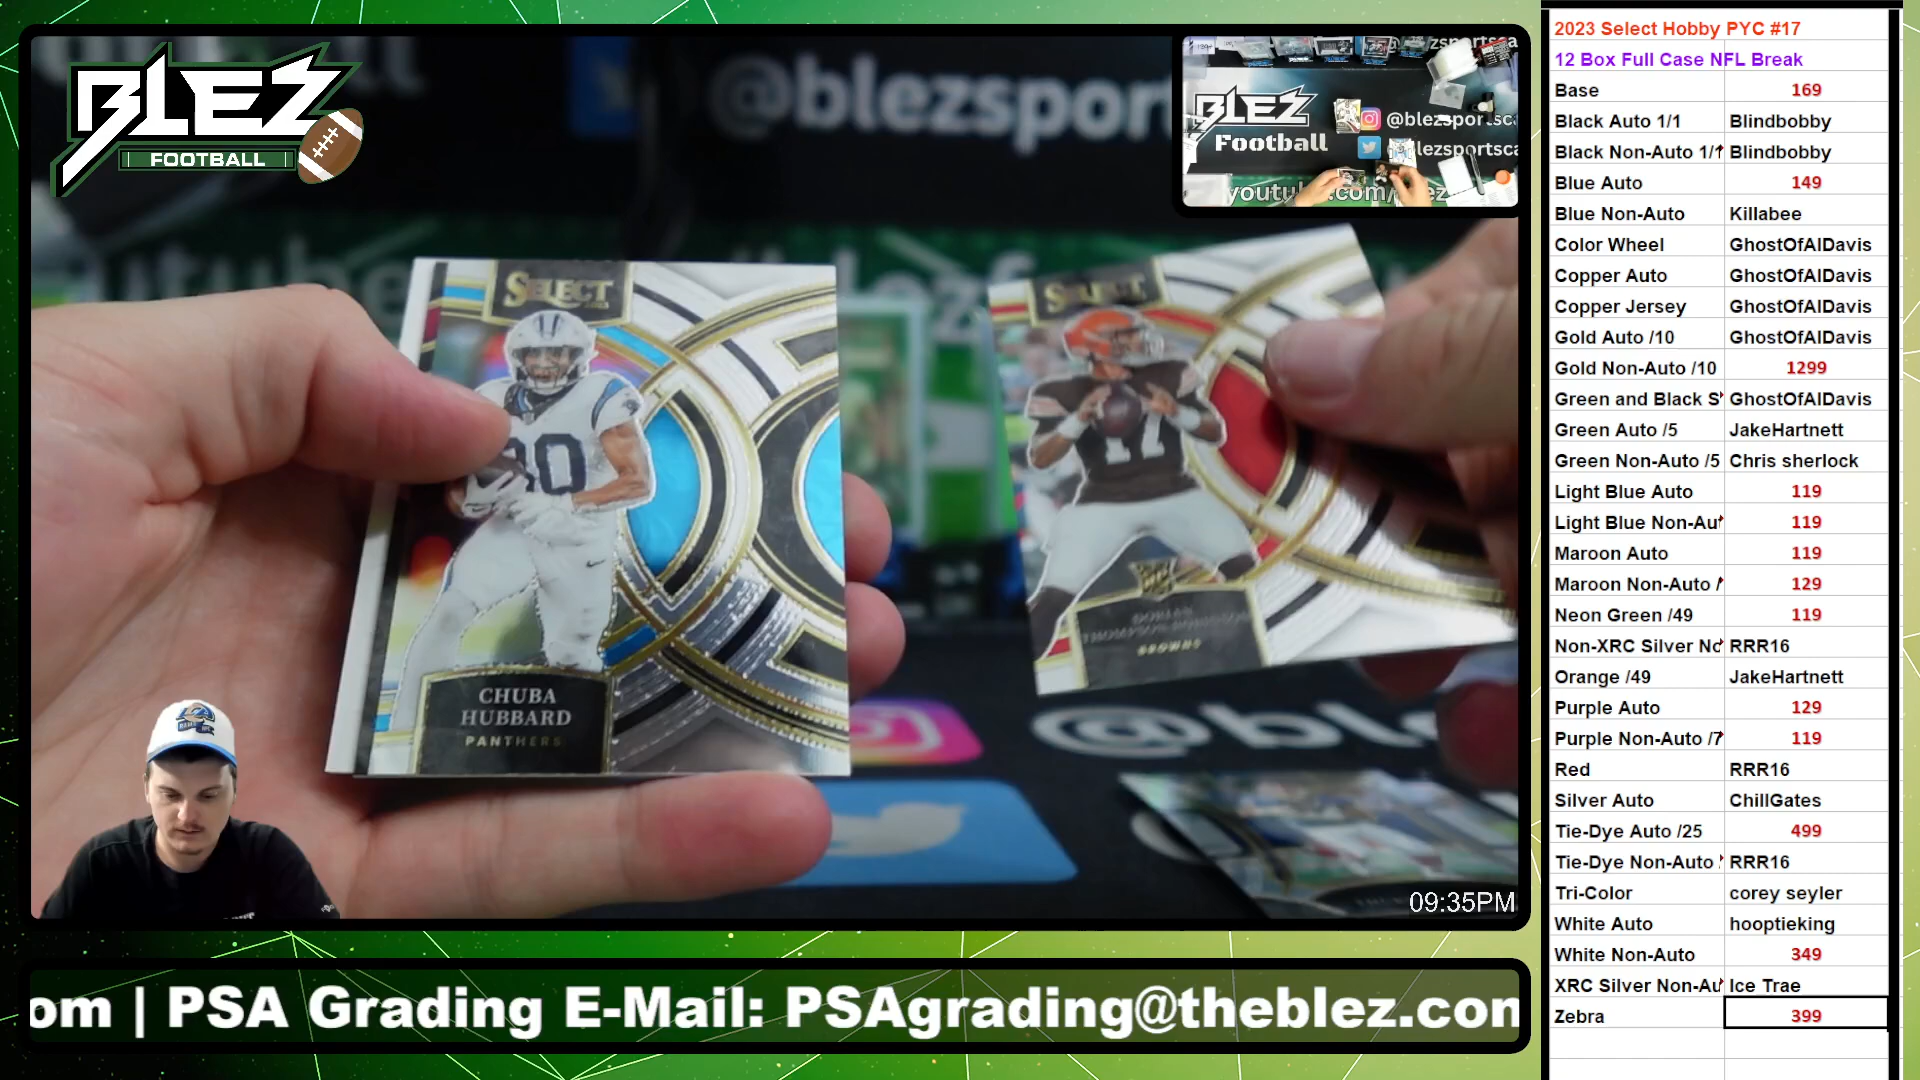 BLEZ
FOOTBALL
@blezsport
SELECT
CHUBA
HUBBARD
PANTHERS
SELECT
17
DORIAN
THOMPSON-ROBINSON
BROWNS
@bl
BLEZ
Football
@blezsportsca
blezsportsca
09:35PM
om | PSA Grading E-Mail: PSAgrading@theblez.con
2023 Select Hobby PYC #17
12 Box Full Case NFL Break
Base 169
Black Auto 1/1 Blindbobby
Black Non-Auto 1/1 Blindbobby
Blue Auto 149
Blue Non-Auto Killabee
Color Wheel GhostOfAlDavis
Copper Auto GhostOfAlDavis
Copper Jersey GhostOfAlDavis
Gold Auto /10 GhostOfAlDavis
Gold Non-Auto /10 1299
Green and Black S GhostOfAlDavis
Green Auto /5 JakeHartnett
Green Non-Auto /5 Chris sherlock
Light Blue Auto 119
Light Blue Non-Au 119
Maroon Auto 119
Maroon Non-Auto / 129
Neon Green /49 119
Non-XRC Silver No RRR16
Orange /49 JakeHartnett
Purple Auto 129
Purple Non-Auto /7 119
Red RRR16
Silver Auto ChillGates
Tie-Dye Auto /25 499
Tie-Dye Non-Auto RRR16
Tri-Color corey seyler
White Auto hooptieking
White Non-Auto 349
XRC Silver Non-Au Ice Trae
Zebra 399